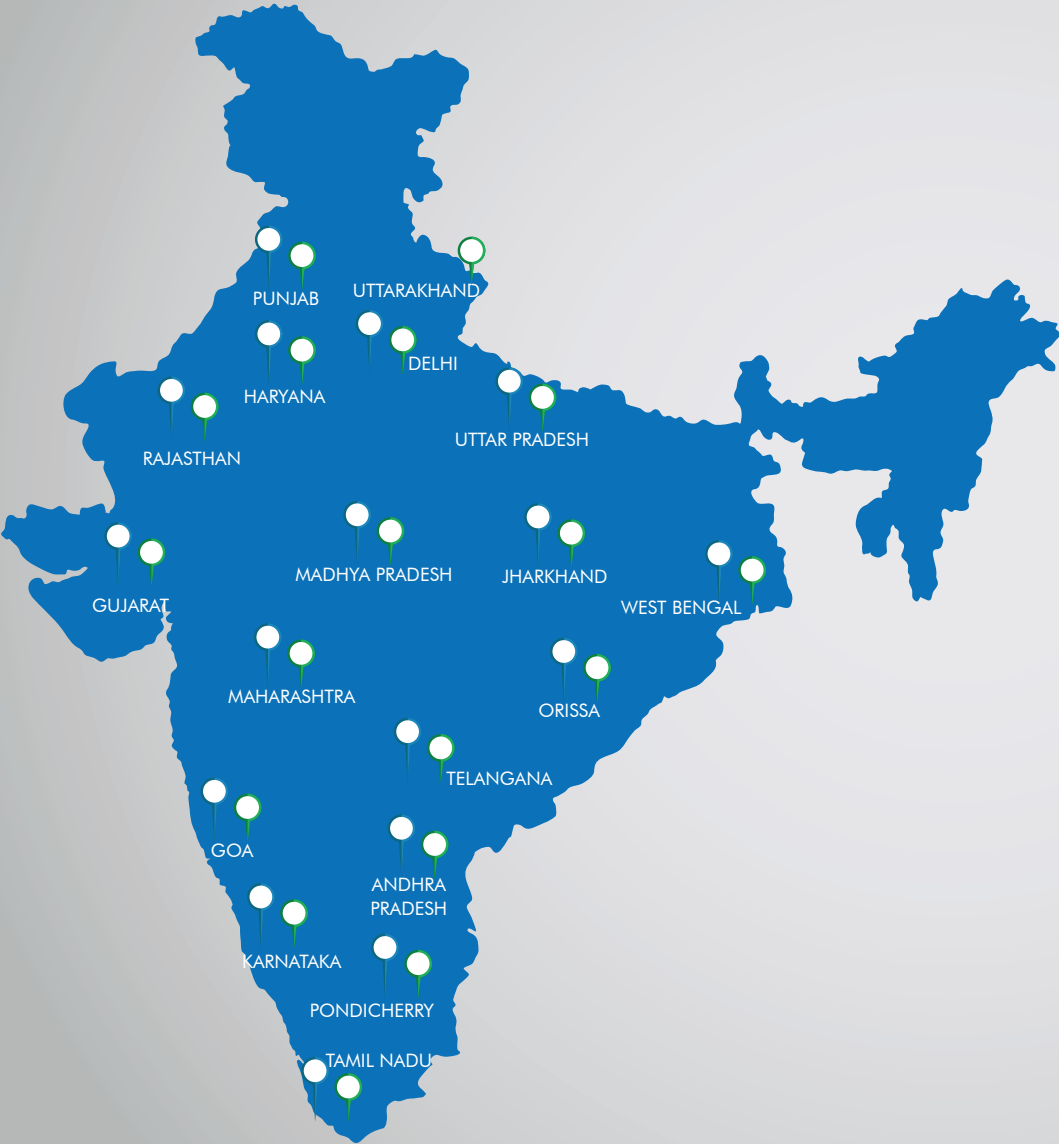 UTTARAKHAND
PUNJAB
DELHI
HARYANA
UTTAR PRADESH
RAJASTHAN
MADHYA PRADESH
JHARKHAND
GUJARAT
WEST BENGAL
MAHARASHTRA
ORISSA
TELANGANA
GOA
ANDHRA
PRADESH
KARNATAKA
PONDICHERRY
TAMIL NADU